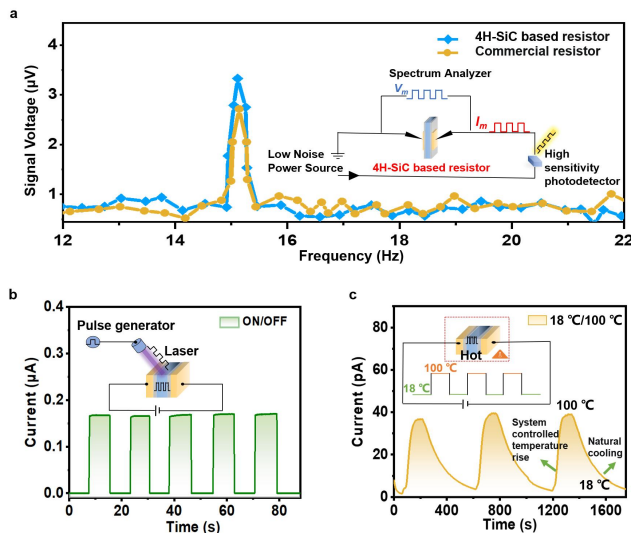 a
4H-SiC based resistor
Commercial resistor
Spectrum Analyzer
Vm
Im
Low Noise
Power Source
4H-SiC based resistor
High
sensitivity
photodetector
Signal Voltage (μV)
4
3
2
1
12 14 16 18 20 22
Frequency (Hz)
b
ON/OFF
Pulse generator
Laser
Current (μA)
0.4
0.3
0.2
0.1
0.0
0 20 40 60 80
Time (s)
c
18 ℃/100 ℃
Hot
100 ℃
18 ℃
100 ℃
System
controlled
temperature
rise
Natural
cooling
18 ℃
Current (pA)
80
60
40
20
0
0 400 800 1200 1600
Time (s)